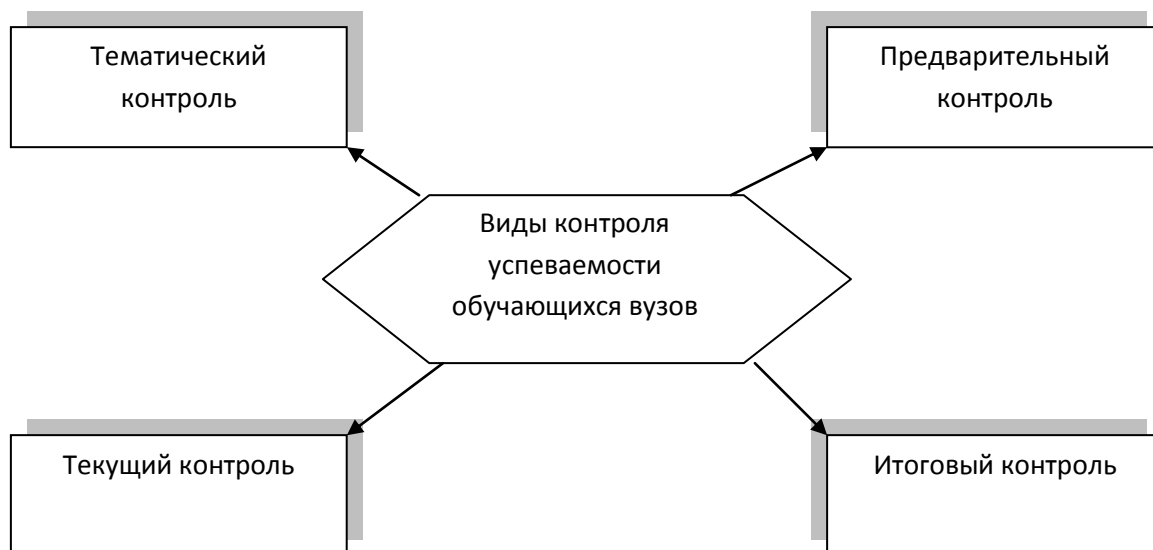 Тематический
контроль
Предварительный
контроль
Виды контроля
успеваемости
обучающихся вузов
Текущий контроль
Итоговый контроль